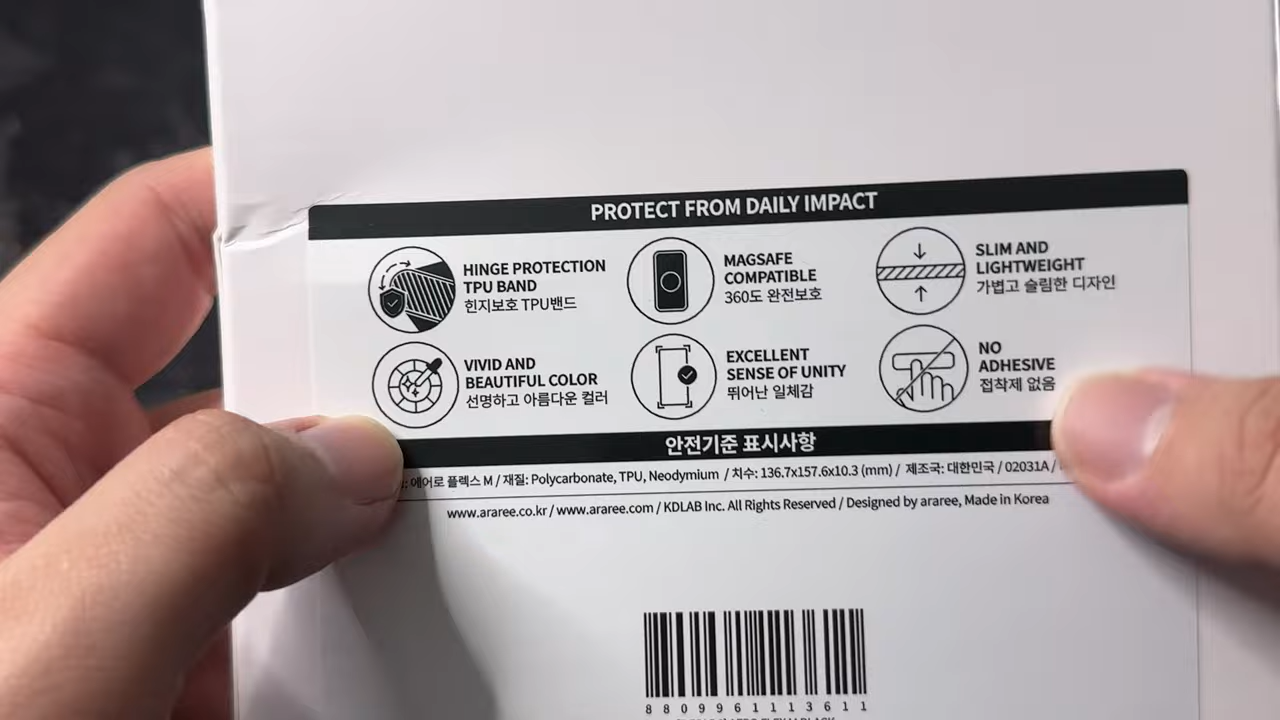 PROTECT FROM DAILY IMPACT
HINGE PROTECTION
TPU BAND
힌지보호 TPU밴드
MAGSAFE
COMPATIBLE
360도 완전보호
SLIM AND
LIGHTWEIGHT
가볍고 슬림한 디자인
VIVID AND
BEAUTIFUL COLOR
선명하고 아름다운 컬러
EXCELLENT
SENSE OF UNITY
뛰어난 일체감
NO
ADHESIVE
접착제 없음
안전기준 표시사항
: 에어로 플렉스 M / 재질: Polycarbonate, TPU, Neodymium / 치수: 136.7x157.6x10.3 (mm) / 제조국: 대한민국 / 02031A /
www.araree.co.kr / www.araree.com / KDLAB Inc. All Rights Reserved / Designed by araree, Made in Korea
8809961113611